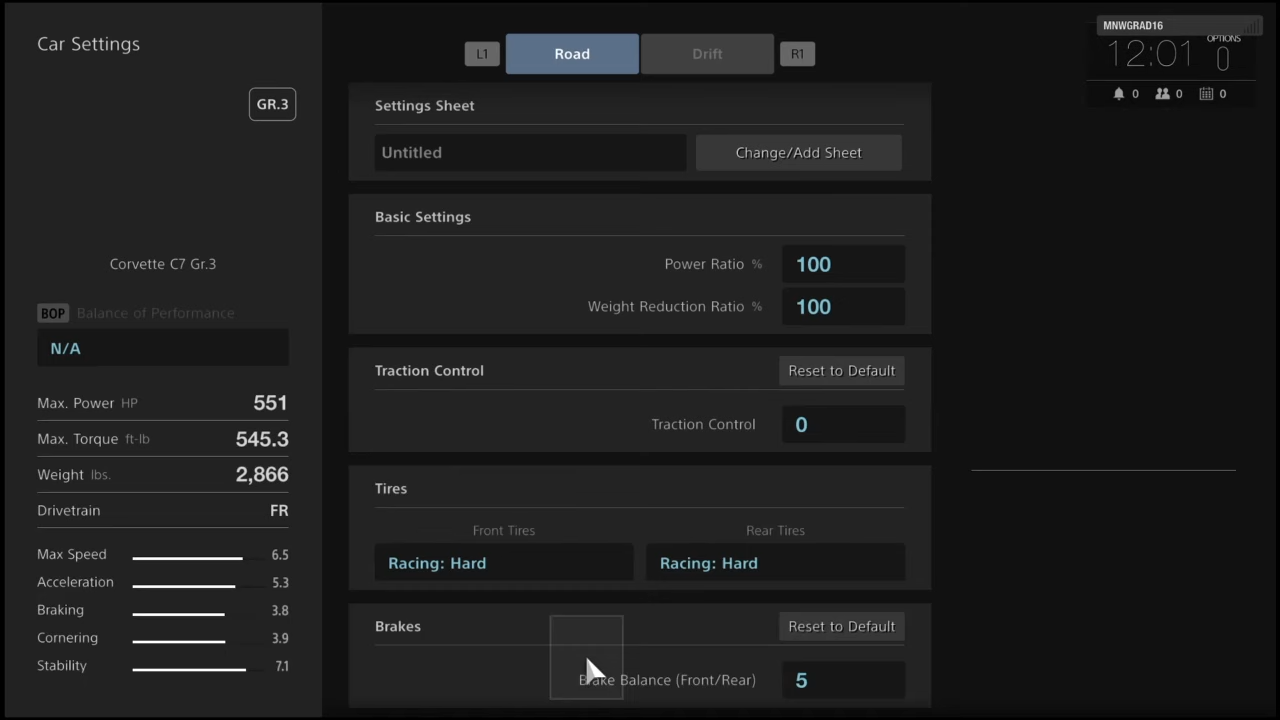 Car Settings
GR.3
Corvette C7 Gr.3
BOP Balance of Performance
N/A
Max. Power HP 551
Max. Torque ft-lb 545.3
Weight lbs. 2,866
Drivetrain FR
Max Speed 6.5
Acceleration 5.3
Braking 3.8
Cornering 3.9
Stability 7.1
L1 Road Drift R1
Settings Sheet
Untitled Change/Add Sheet
Basic Settings
Power Ratio % 100
Weight Reduction Ratio % 100
Traction Control Reset to Default
Traction Control 0
Tires
Front Tires Rear Tires
Racing: Hard Racing: Hard
Brakes Reset to Default
Brake Balance (Front/Rear) 5
MNWGRAD16
12:01 OPTIONS
0 0 0